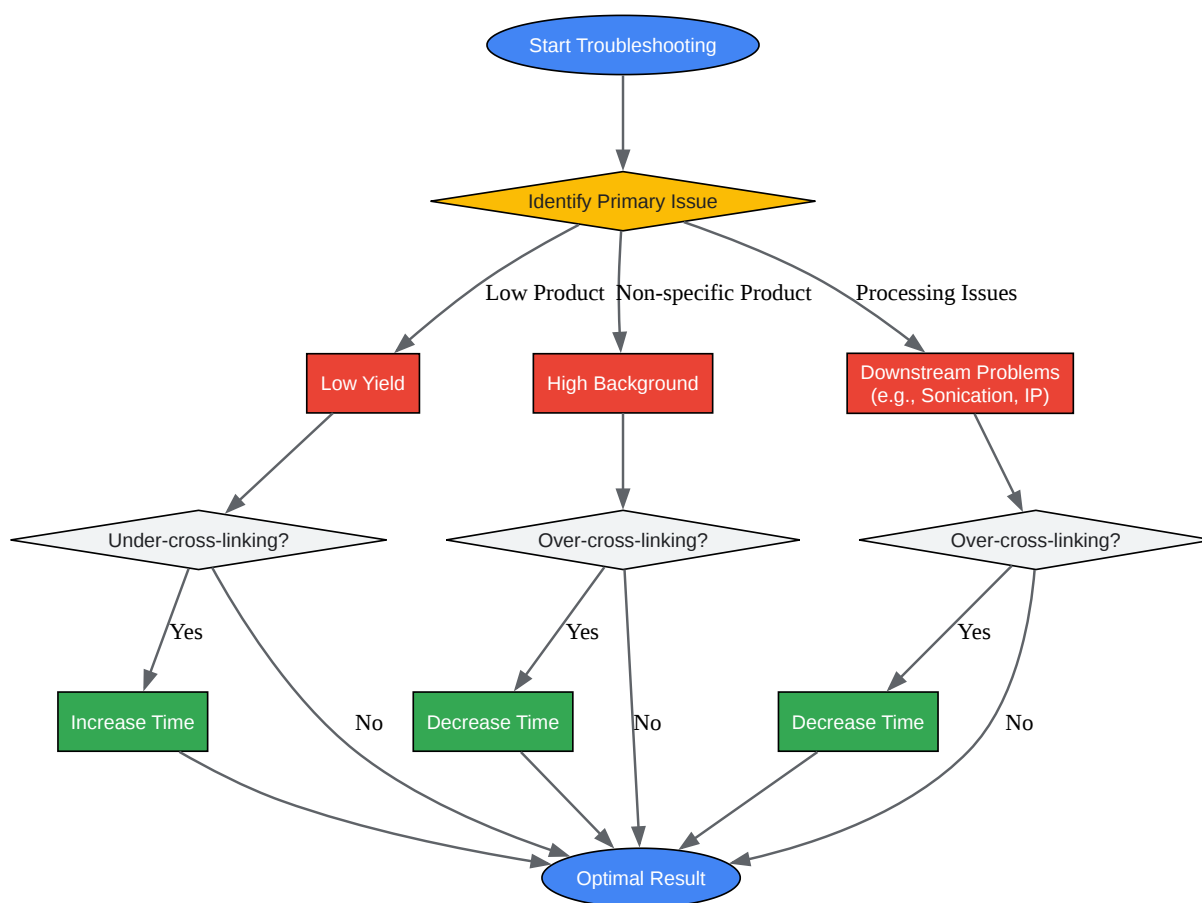 Start Troubleshooting
Identify Primary Issue
Low Product
Non-specific Product
Processing Issues
Low Yield
High Background
Downstream Problems
(e.g., Sonication, IP)
Under-cross-linking?
Over-cross-linking?
Over-cross-linking?
Yes
Yes
Yes
Increase Time
No
Decrease Time
No
Decrease Time
No
Optimal Result